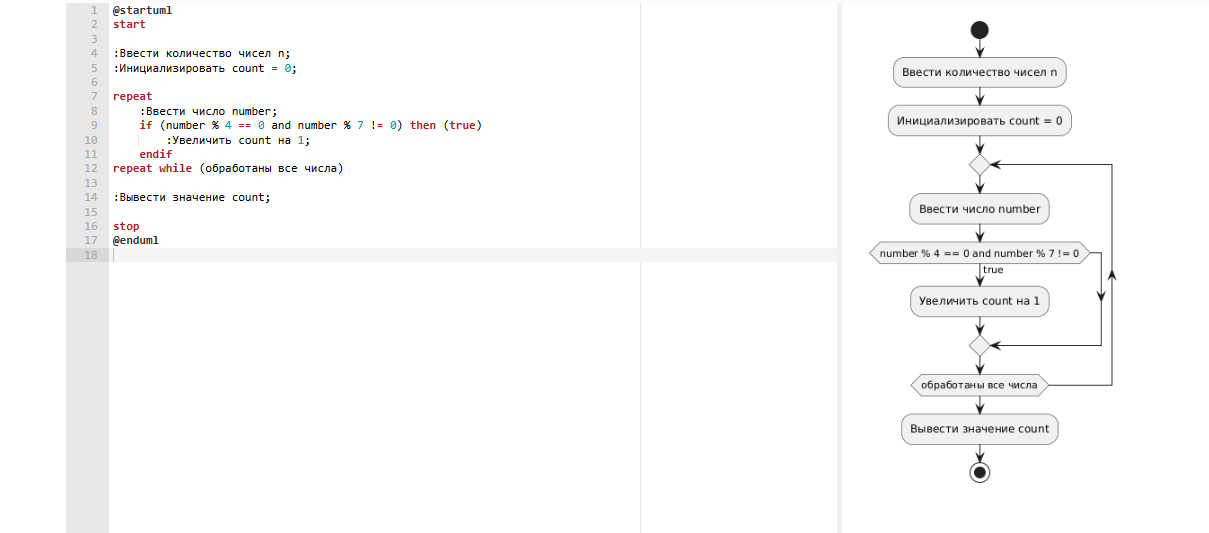 1 @startuml
2 start
3
4 :Ввести количество чисел n;
5 :Инициализировать count = 0;
6
7 repeat
8 :Ввести число number;
9 if (number % 4 == 0 and number % 7 != 0) then (true)
10 :Увеличить count на 1;
11 endif
12 repeat while (обработаны все числа)
13
14 :Вывести значение count;
15
16 stop
17 @enduml
18
Ввести количество чисел n
Инициализировать count = 0
Ввести число number
number % 4 == 0 and number % 7 != 0
true
Увеличить count на 1
обработаны все числа
Вывести значение count